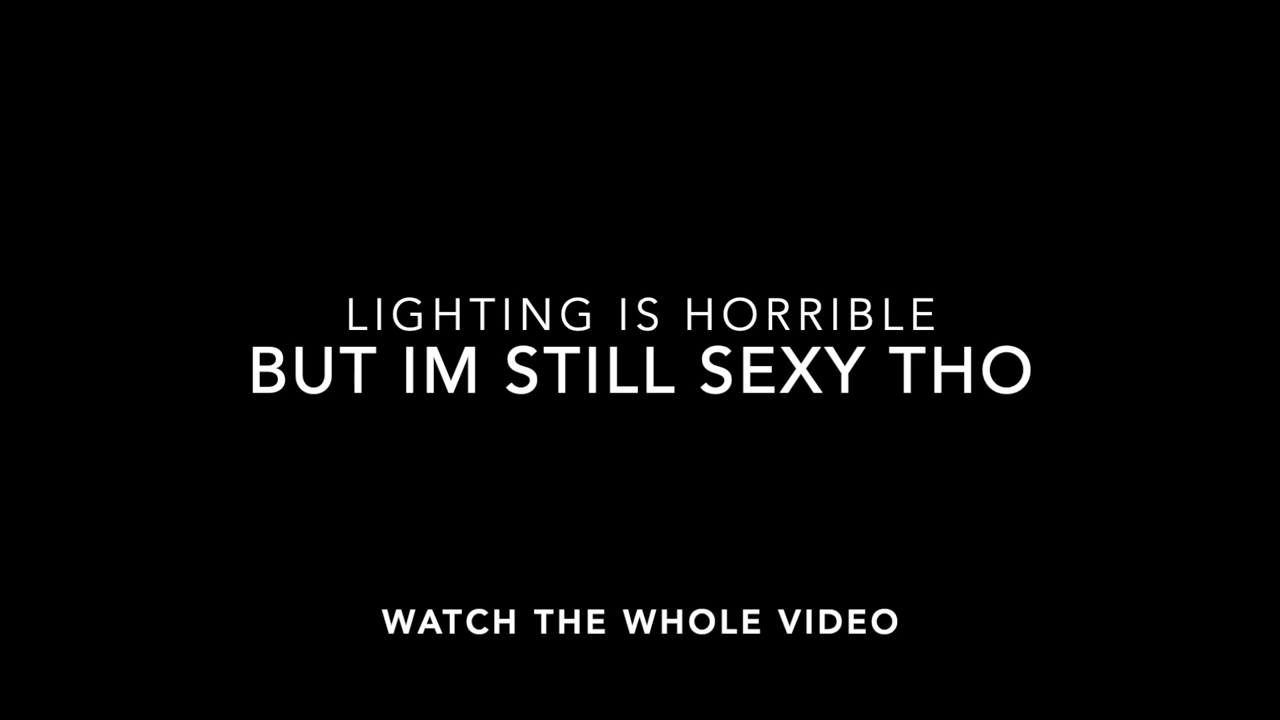 LIGHTING IS HORRIBLE
BUT IM STILL SEXY THO
WATCH THE WHOLE VIDEO